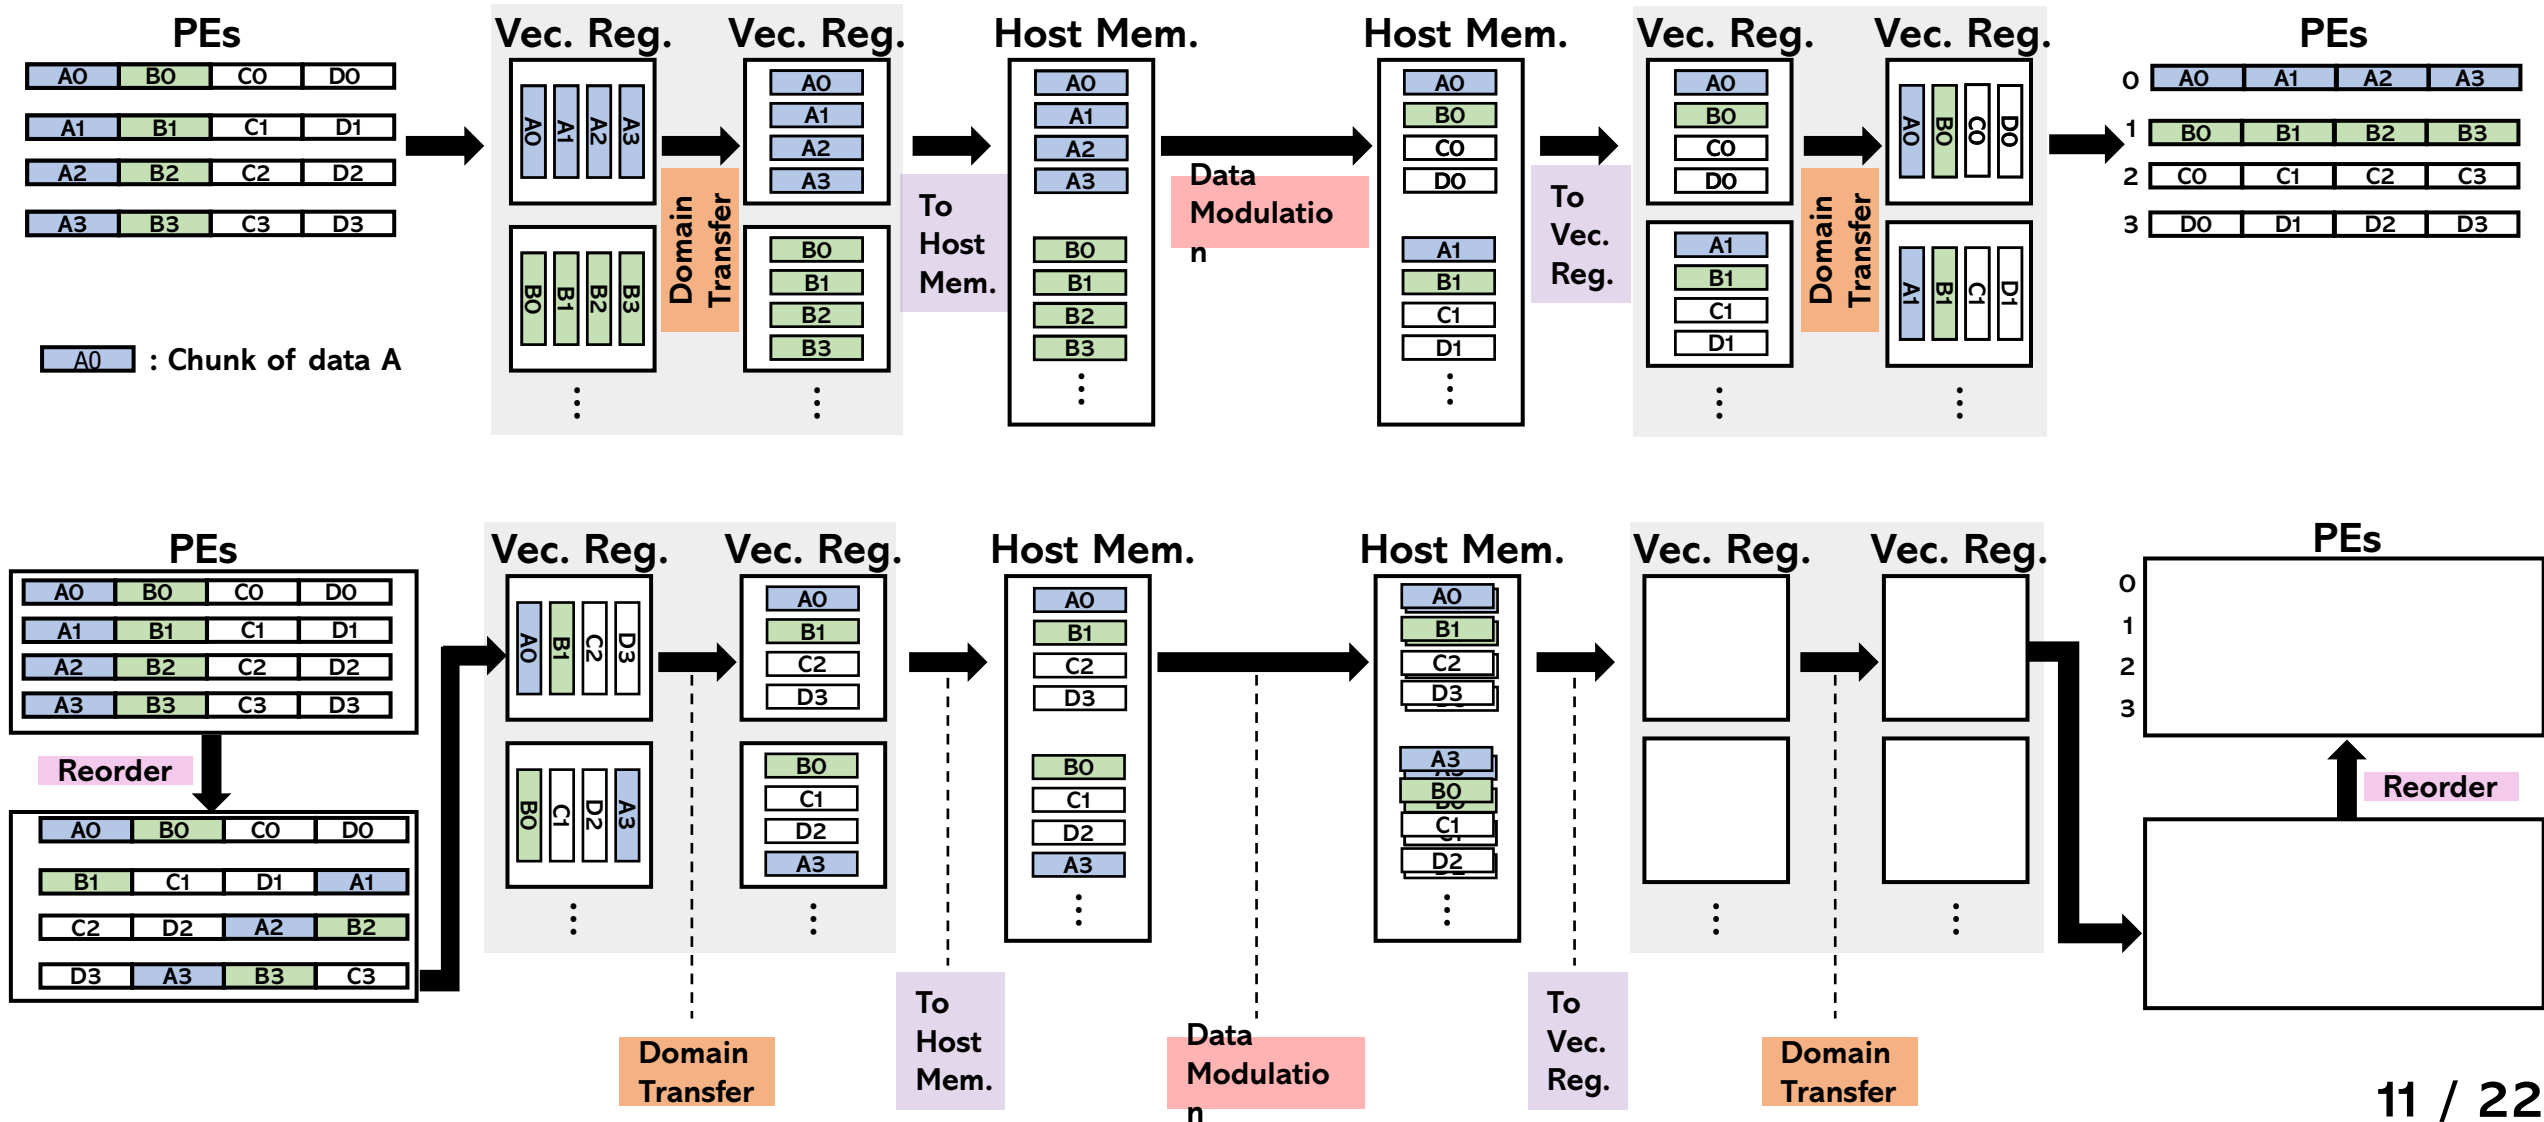 PEs
Vec. Reg.
Vec. Reg.
Host Mem.
Host Mem.
Vec. Reg.
Vec. Reg.
PEs
A0 B0 C0 D0
A1 B1 C1 D1
A2 B2 C2 D2
A3 B3 C3 D3
A0 : Chunk of data A
A0 A1 A2 A3
B0 B1 B2 B3
⋮
Domain
Transfer
A0
A1
A2
A3
B0
B1
B2
B3
⋮
To
Host
Mem.
A0
A1
A2
A3
B0
B1
B2
B3
⋮
Data
Modulatio
n
A0
B0
C0
D0
A1
B1
C1
D1
⋮
To
Vec.
Reg.
A0
B0
C0
D0
A1
B1
C1
D1
⋮
Domain
Transfer
A0 B0 C0 D0
A1 B1 C1 D1
⋮
0 A0 A1 A2 A3
1 B0 B1 B2 B3
2 C0 C1 C2 C3
3 D0 D1 D2 D3
PEs
Vec. Reg.
Vec. Reg.
Host Mem.
Host Mem.
Vec. Reg.
Vec. Reg.
PEs
A0 B0 C0 D0
A1 B1 C1 D1
A2 B2 C2 D2
A3 B3 C3 D3
Reorder
A0 B0 C0 D0
B1 C1 D1 A1
C2 D2 A2 B2
D3 A3 B3 C3
A0 B1 C2 D3
B0 C1 D2 A3
⋮
A0
B1
C2
D3
B0
C1
D2
A3
⋮
A0
B1
C2
D3
B0
C1
D2
A3
⋮
A0
B1
C2
D3
A3
B0
C1
D2
⋮
⋮
⋮
0
1
2
3
Reorder
Domain
Transfer
To
Host
Mem.
Data
Modulatio
n
To
Vec.
Reg.
Domain
Transfer
11 / 22